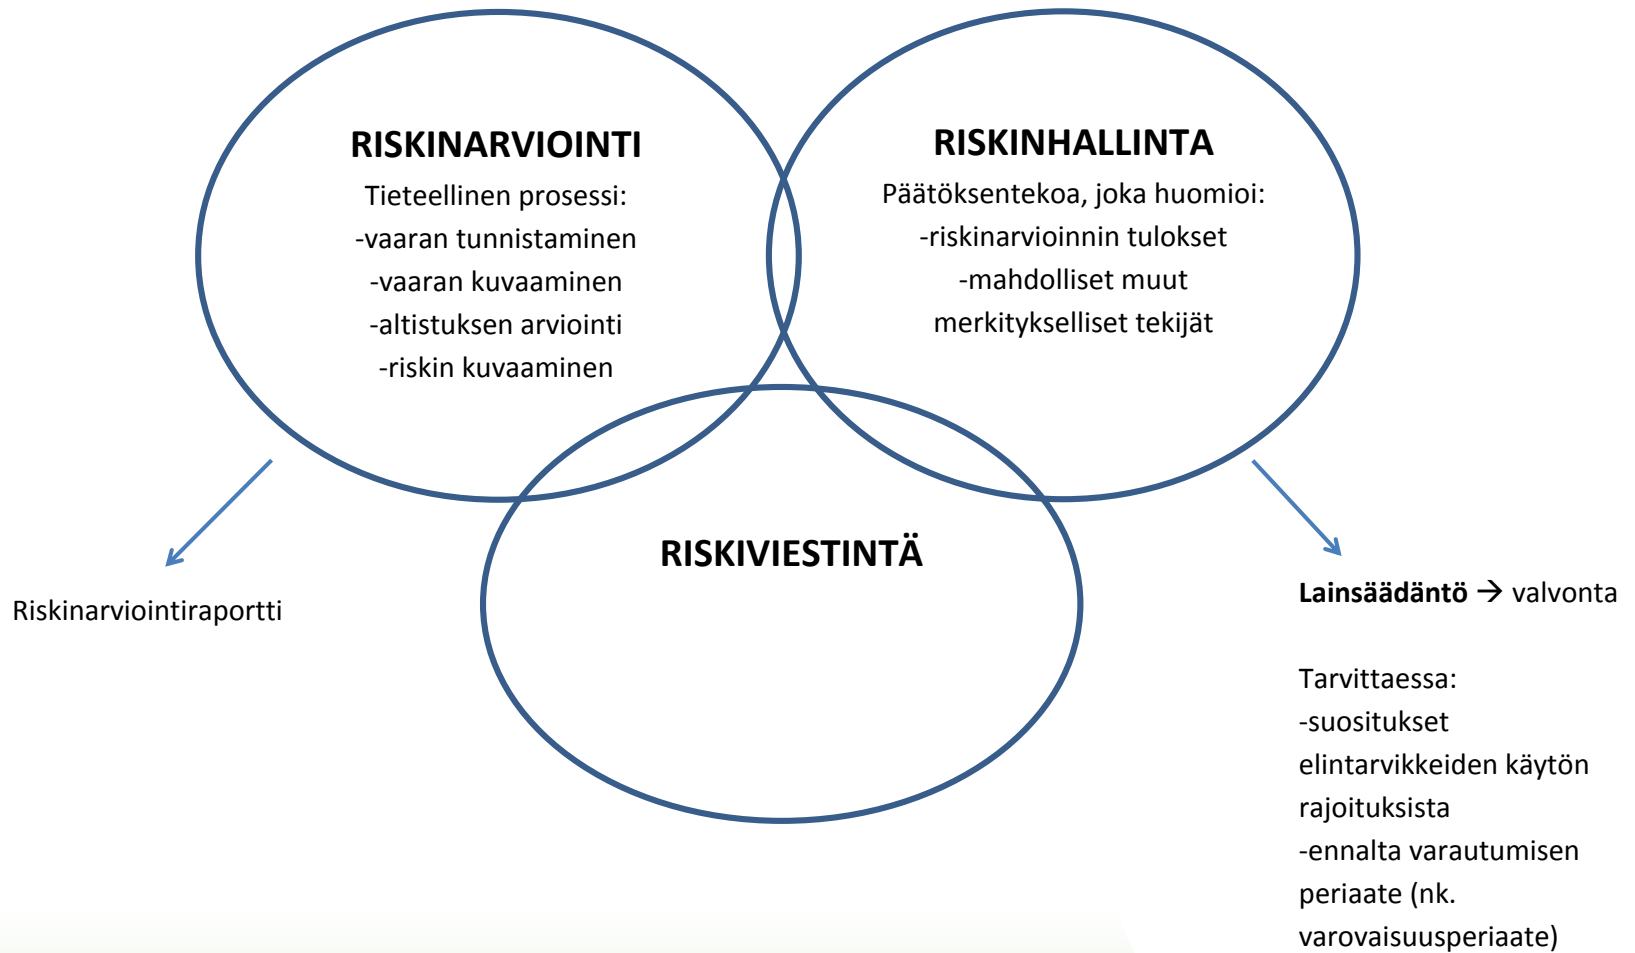 RISKINARVIOINTI
Tieteellinen prosessi:
-vaaran tunnistaminen
-vaaran kuvaaminen
-altistuksen arviointi
-riskin kuvaaminen
RISKINHALLINTA
Päätöksentekoa, joka huomioi:
-riskinarvioinnin tulokset
-mahdolliset muut
merkitykselliset tekijät
RISKIVIESTINTÄ
Riskinarviointiraportti
Lainsäädäntö → valvonta
Tarvittaessa:
-suositukset
elintarvikkeiden käytön
rajoituksista
-ennalta varautumisen
periaate (nk.
varovaisuusperiaate)